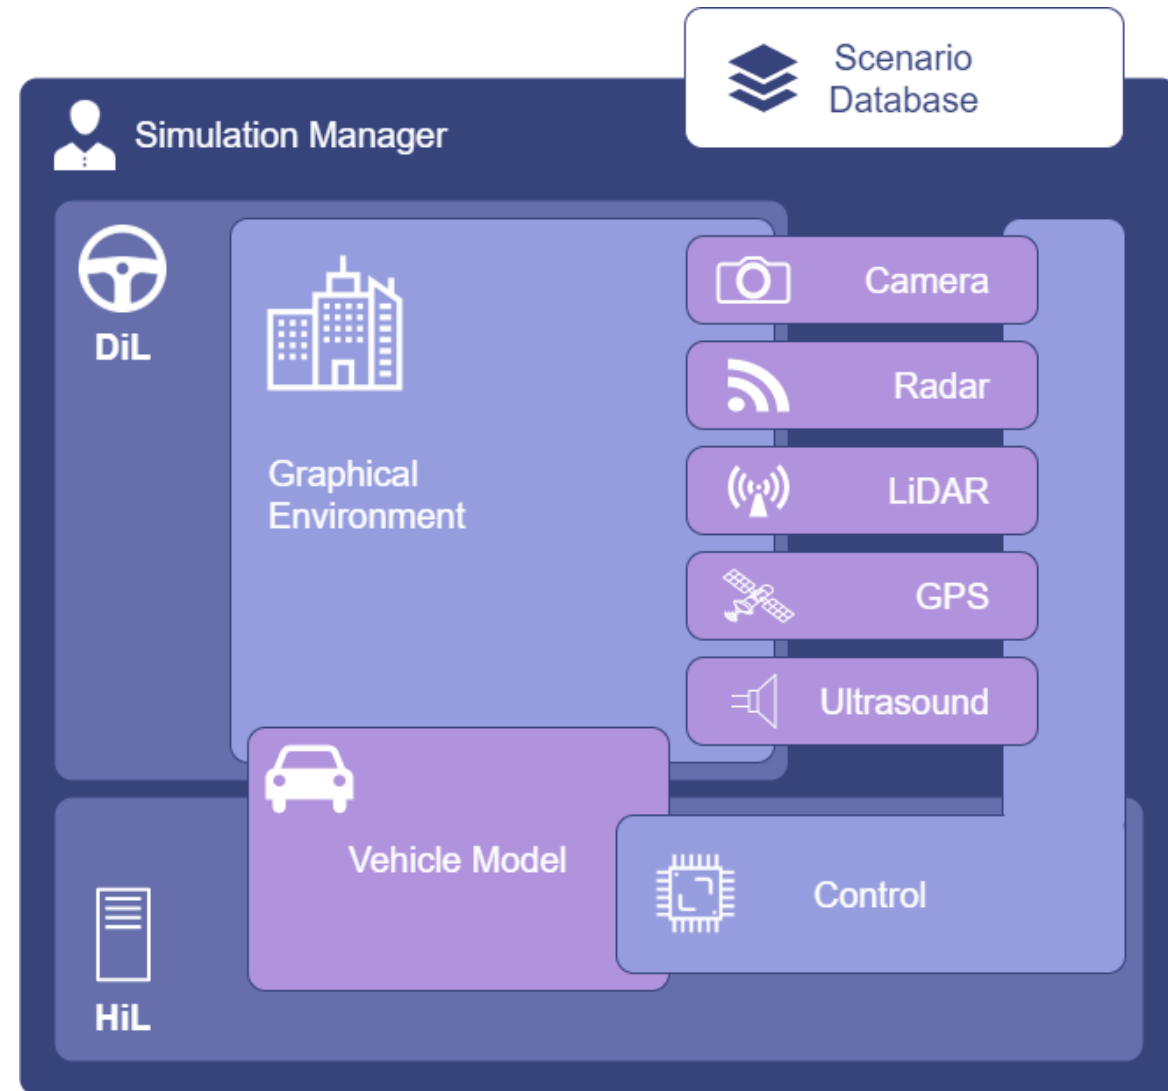 Scenario
Database
Simulation Manager
DiL
Camera
Radar
Graphical
Environment
LiDAR
GPS
Ultrasound
Vehicle Model
Control
HiL